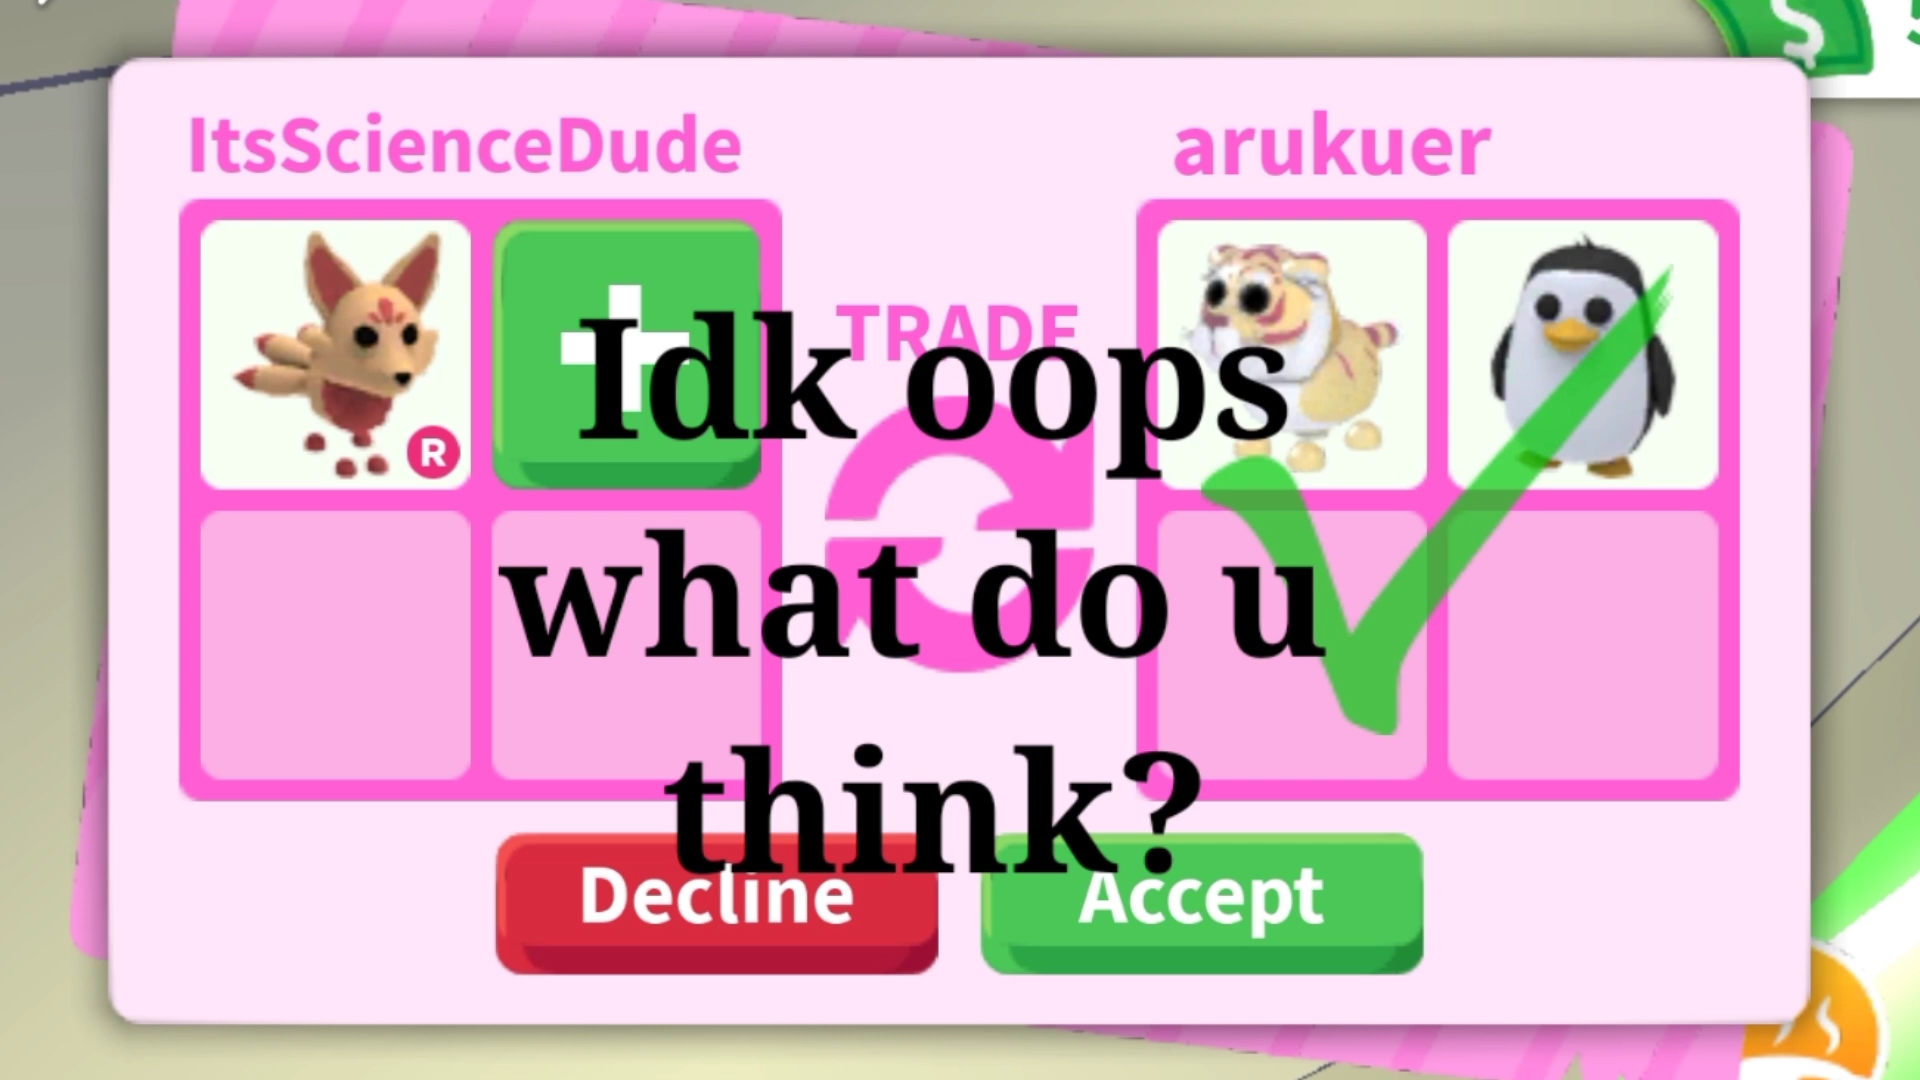 ItsScienceDude
arukuer
TRADE
R
Idk oops
what do u
think?
Decline
Accept
$